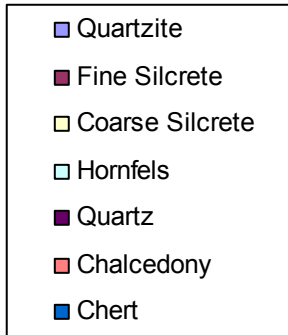 Quartzite
Fine Silcrete
Coarse Silcrete
Hornfels
Quartz
Chalcedony
Chert